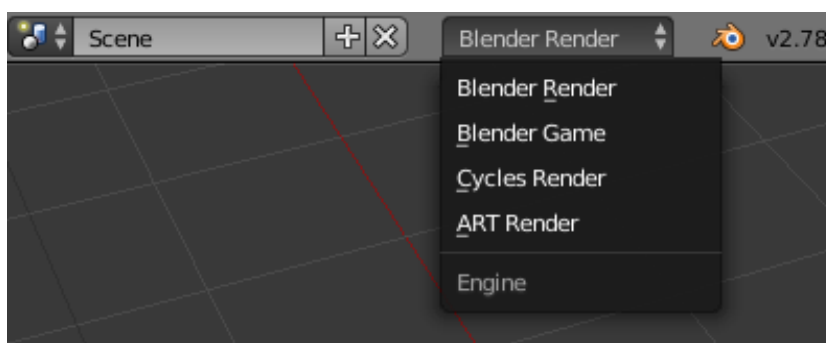 Scene
Blender Render
v2.78
Blender Render
Blender Game
Cycles Render
ART Render
Engine